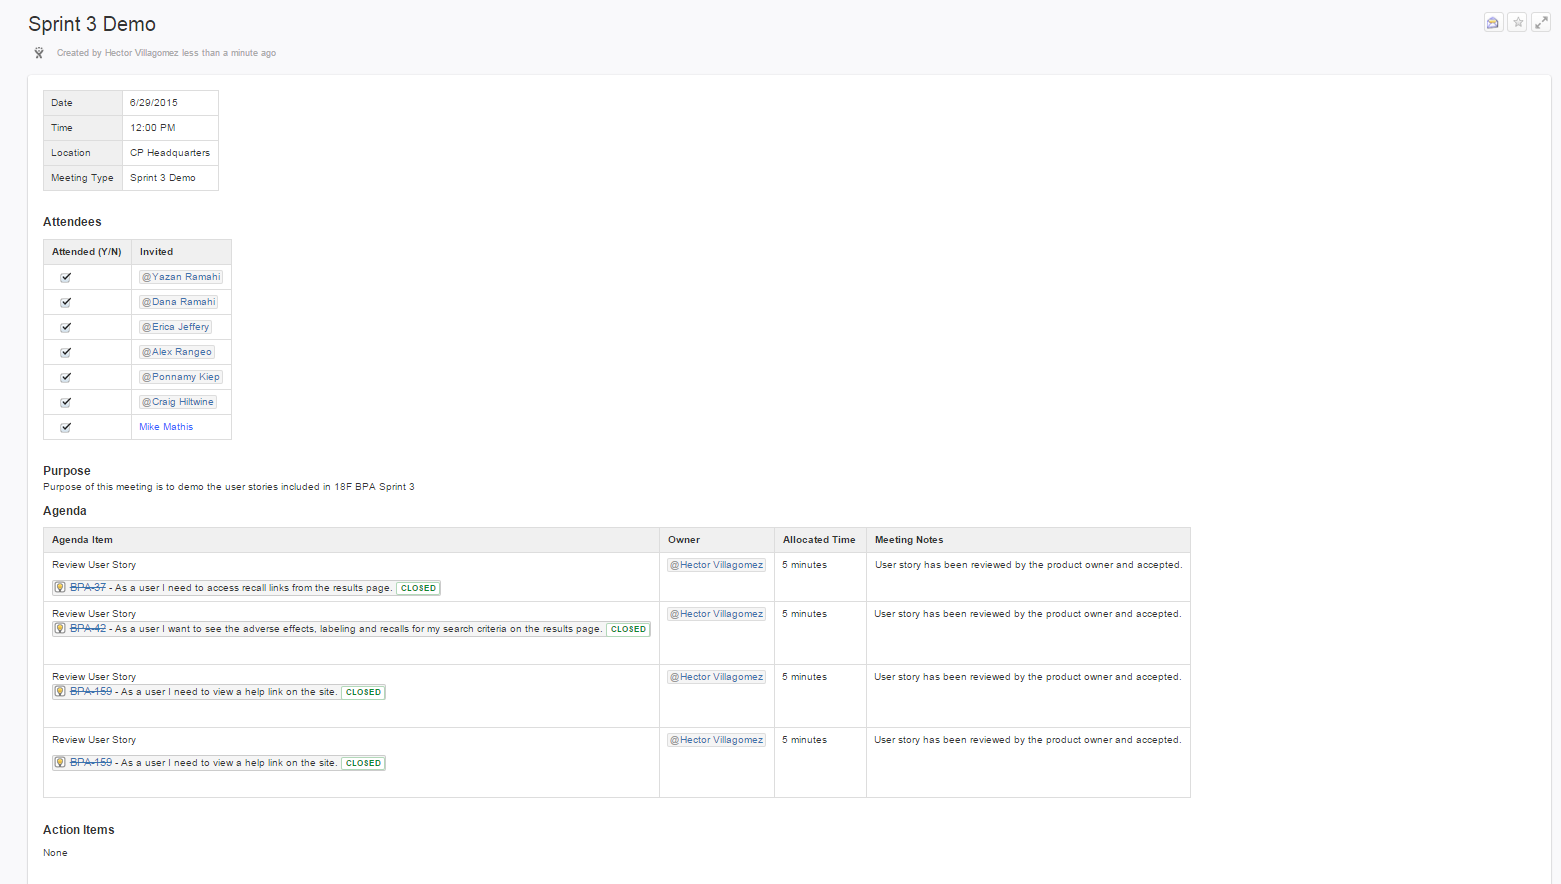 Sprint 3 Demo
Created by Hector Villagomez less than a minute ago
Date 6/29/2015
Time 12:00 PM
Location CP Headquarters
Meeting Type Sprint 3 Demo
Attendees
Attended (Y/N) Invited
@Yazan Ramahi
@Dana Ramahi
@Erica Jeffery
@Alex Rangeo
@Ponnamy Kiep
@Craig Hiltwine
Mike Mathis
Purpose
Purpose of this meeting is to demo the user stories included in 18F BPA Sprint 3
Agenda
Agenda Item Owner Allocated Time Meeting Notes
Review User Story @Hector Villagomez 5 minutes User story has been reviewed by the product owner and accepted.
BPA-37 - As a user I need to access recall links from the results page. CLOSED
Review User Story @Hector Villagomez 5 minutes User story has been reviewed by the product owner and accepted.
BPA-42 - As a user I want to see the adverse effects, labeling and recalls for my search criteria on the results page. CLOSED
Review User Story @Hector Villagomez 5 minutes User story has been reviewed by the product owner and accepted.
BPA-159 - As a user I need to view a help link on the site. CLOSED
Review User Story @Hector Villagomez 5 minutes User story has been reviewed by the product owner and accepted.
BPA-159 - As a user I need to view a help link on the site. CLOSED
Action Items
None